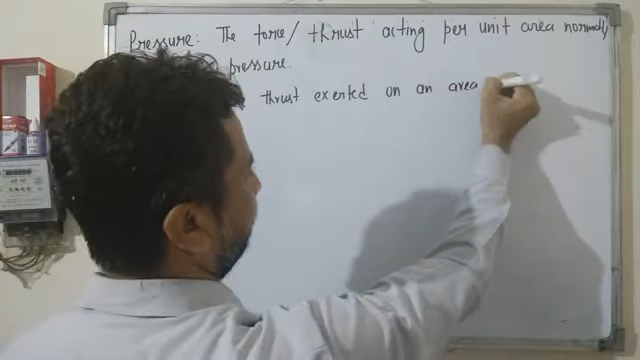 Pressure: The force/ thrust acting per unit area normally
pressure.
thrust exerted on an area